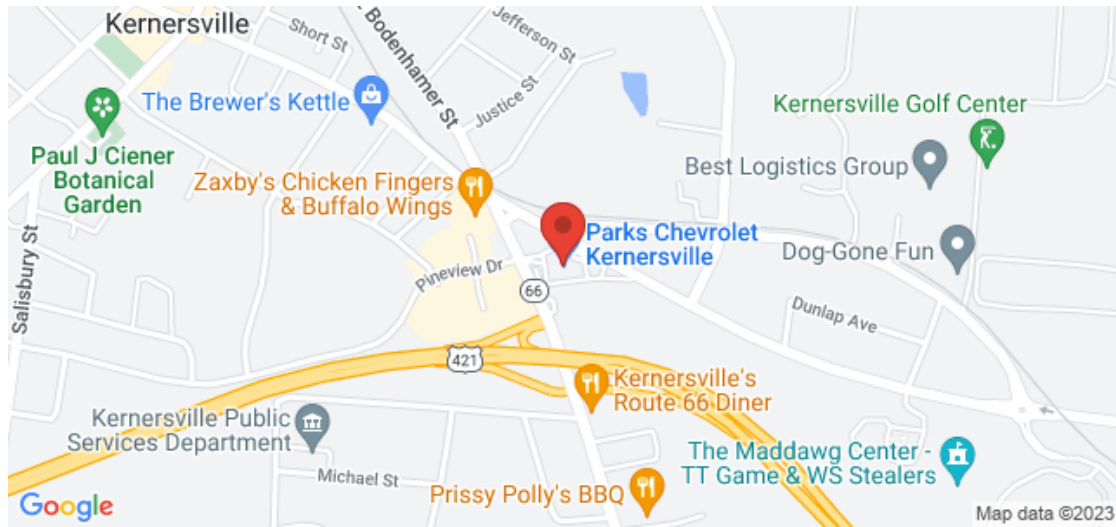 Kernersville
Short St
Jefferson St
Bodenhamer St
Justice St
The Brewer's Kettle
Kernersville Golf Center
Paul J Ciener
Botanical
Garden
Best Logistics Group
Zaxby's Chicken Fingers
& Buffalo Wings
Salisbury St
Parks Chevrolet
Kernersville
Dog-Gone Fun
Pineview Dr
66
Dunlap Ave
421
Kernersville's
Route 66 Diner
Kernersville Public
Services Department
The Maddawg Center -
TT Game & WS Stealers
Michael St
Prissy Polly's BBQ
Google
Map data ©2023